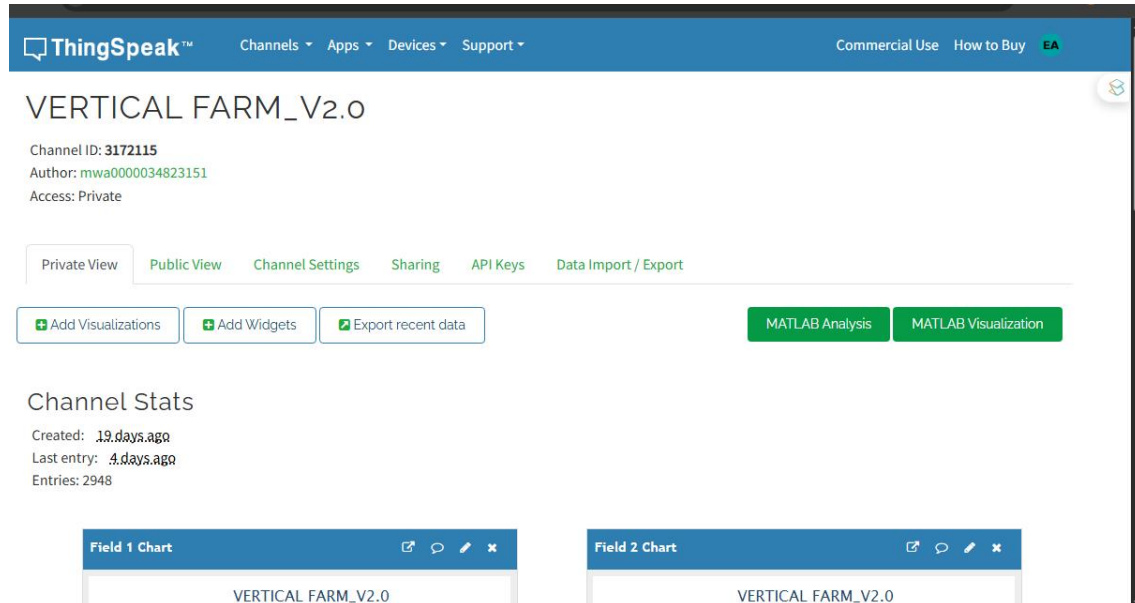 ThingSpeak™ Channels Apps Devices Support Commercial Use How to Buy EA
VERTICAL FARM_V2.0
Channel ID: 3172115
Author: mwa0000034823151
Access: Private
Private View Public View Channel Settings Sharing API Keys Data Import / Export
Add Visualizations Add Widgets Export recent data MATLAB Analysis MATLAB Visualization
Channel Stats
Created: 19 days ago
Last entry: 4 days ago
Entries: 2948
Field 1 Chart Field 2 Chart
VERTICAL FARM_V2.0 VERTICAL FARM_V2.0